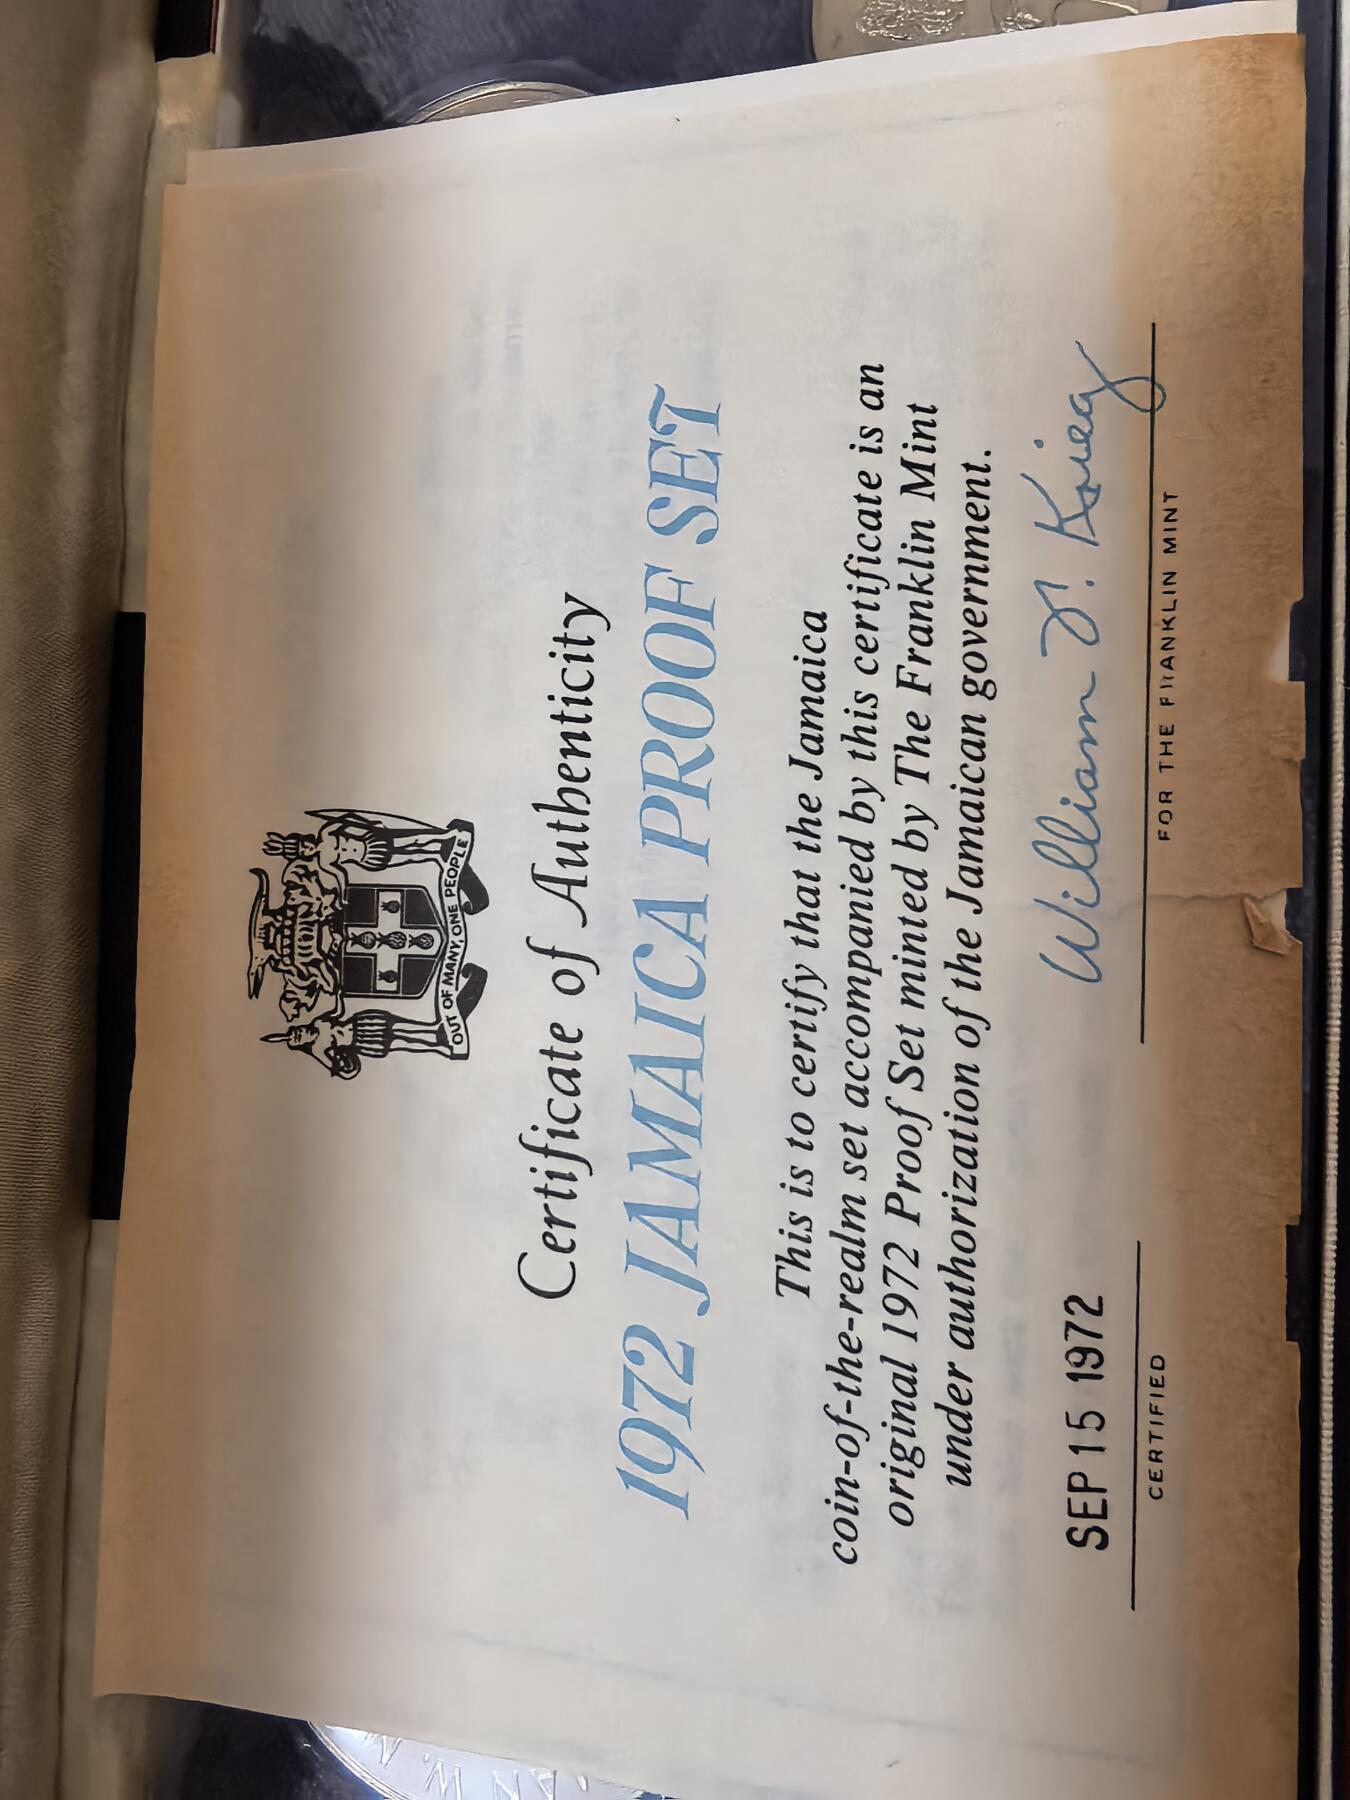 OUT OF MANY, ONE PEOPLE
Certificate of Authenticity
1972 JAMAICA PROOF SET
This is to certify that the Jamaica
coin-of-the-realm set accompanied by this certificate is an
original 1972 Proof Set minted by The Franklin Mint
under authorization of the Jamaican government.
SEP 15 1972
CERTIFIED
William F. Krieg
FOR THE FRANKLIN MINT